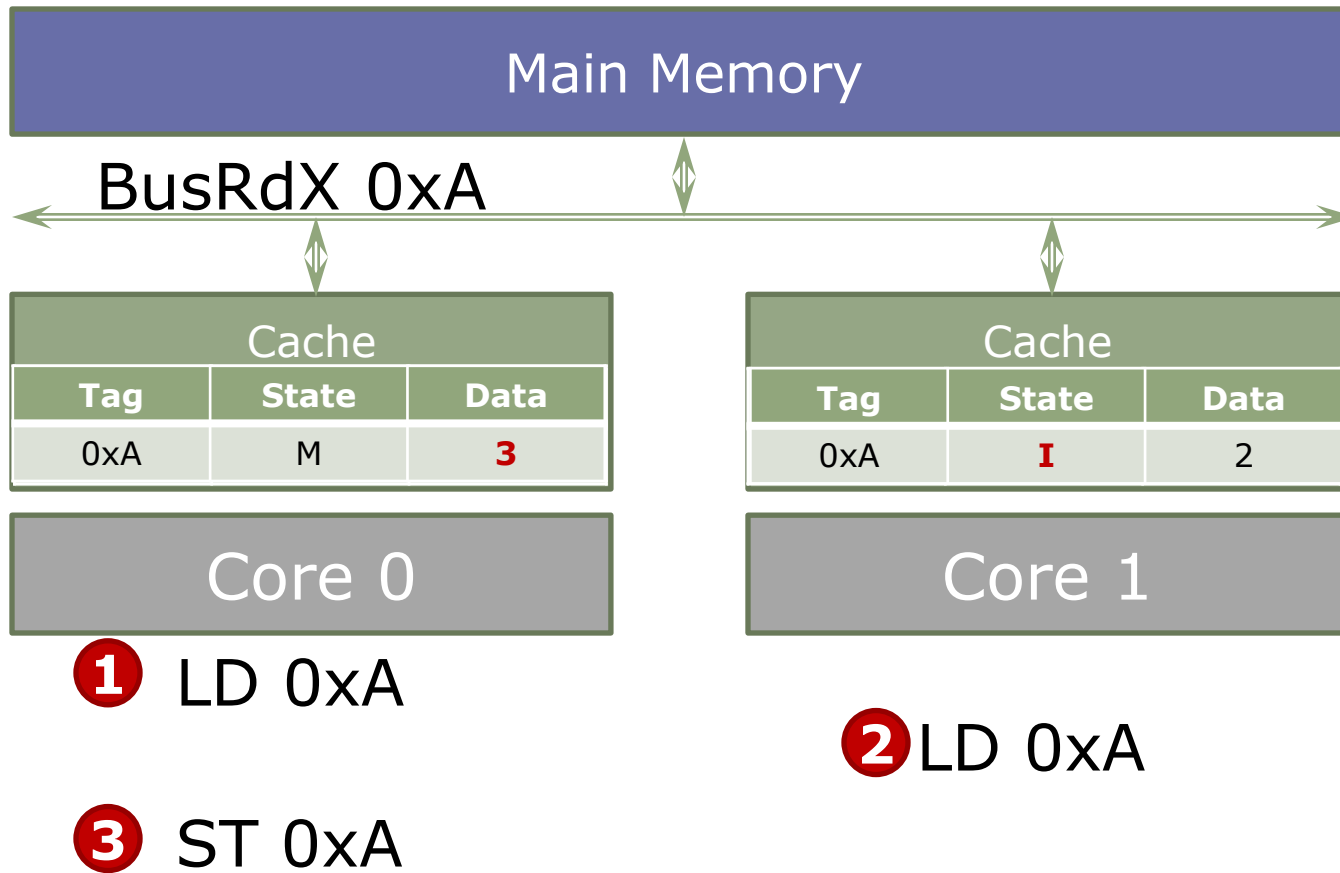 Main Memory
BusRdX 0xA
Cache
Tag State Data
0xA M 3
Cache
Tag State Data
0xA I 2
Core 0
Core 1
1 LD 0xA
2 LD 0xA
3 ST 0xA